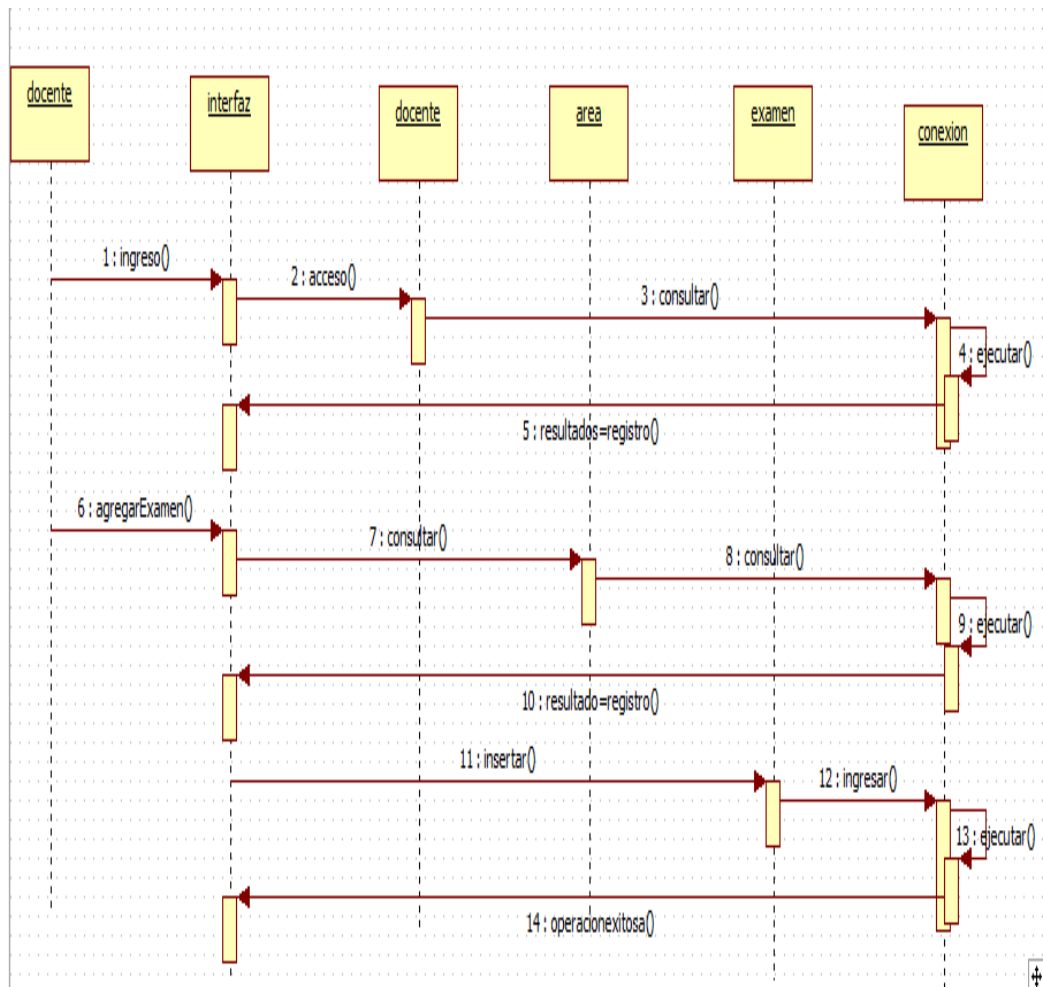 docente
interfaz
docente
area
examen
conexion
1 : ingreso()
2 : acceso()
3 : consultar()
4 : ejecutar()
5 : resultados=registro()
6 : agregarExamen()
7 : consultar()
8 : consultar()
9 : ejecutar()
10 : resultado=registro()
11 : insertar()
12 : ingresar()
13 : ejecutar()
14 : operacionexitosa()